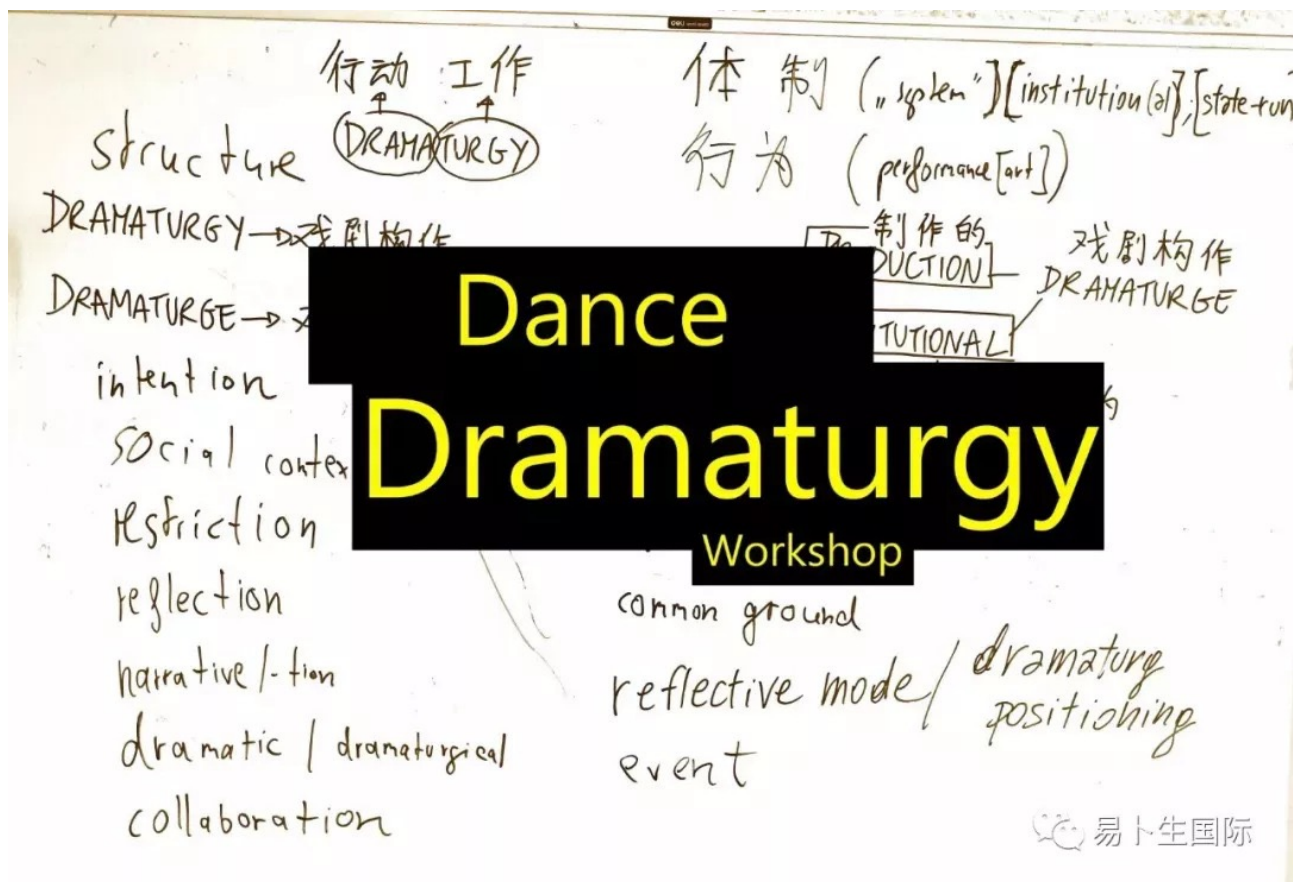 行动 工作
structure DRAMATURGY
DRAMATURGY → 戏剧构作
DRAMATURGE →
intention
social contex
restriction
reflection
narrative/-tion
dramatic / dramaturgical
collaboration
体制 („system")[institution(al)],[state-run
行为 (performance[art])
制作的
DUCTION
戏剧构作
DRAMATURGE
TUTIONAL
Dance
Dramaturgy
Workshop
common ground
reflective mode / dramaturg
positioning
event
易卜生国际